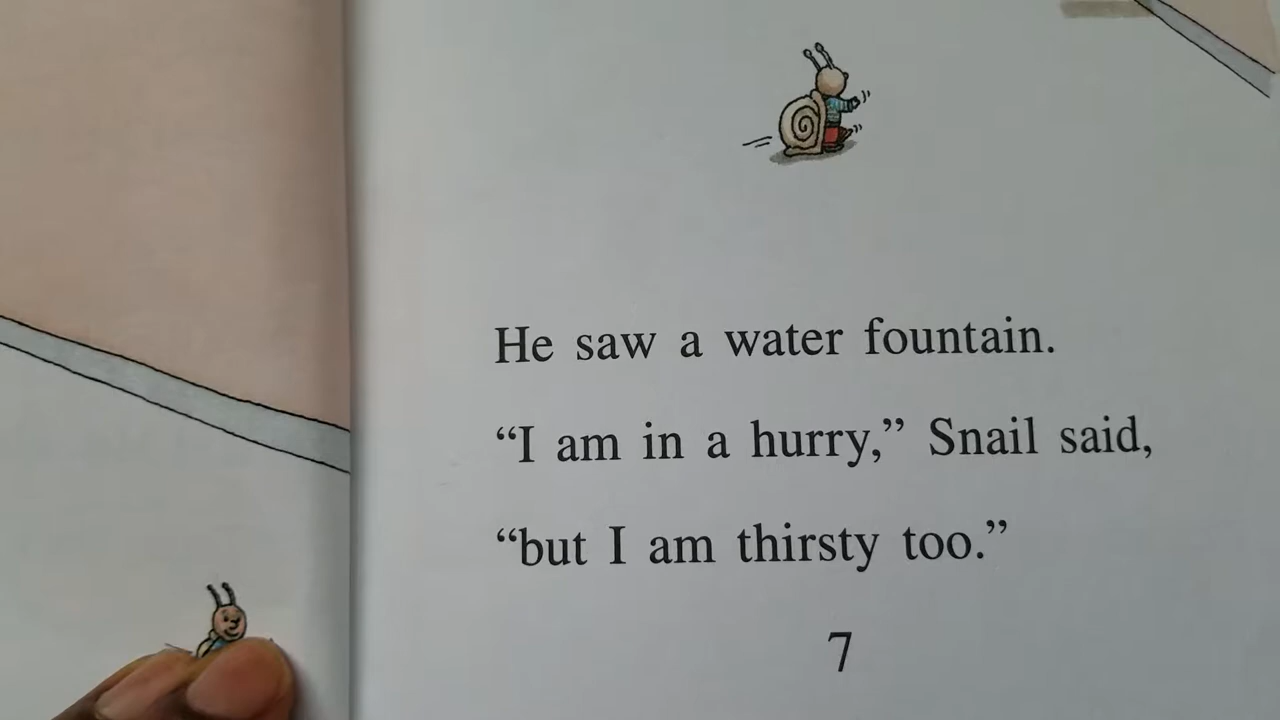 He saw a water fountain.
“I am in a hurry,” Snail said,
“but I am thirsty too.”
7